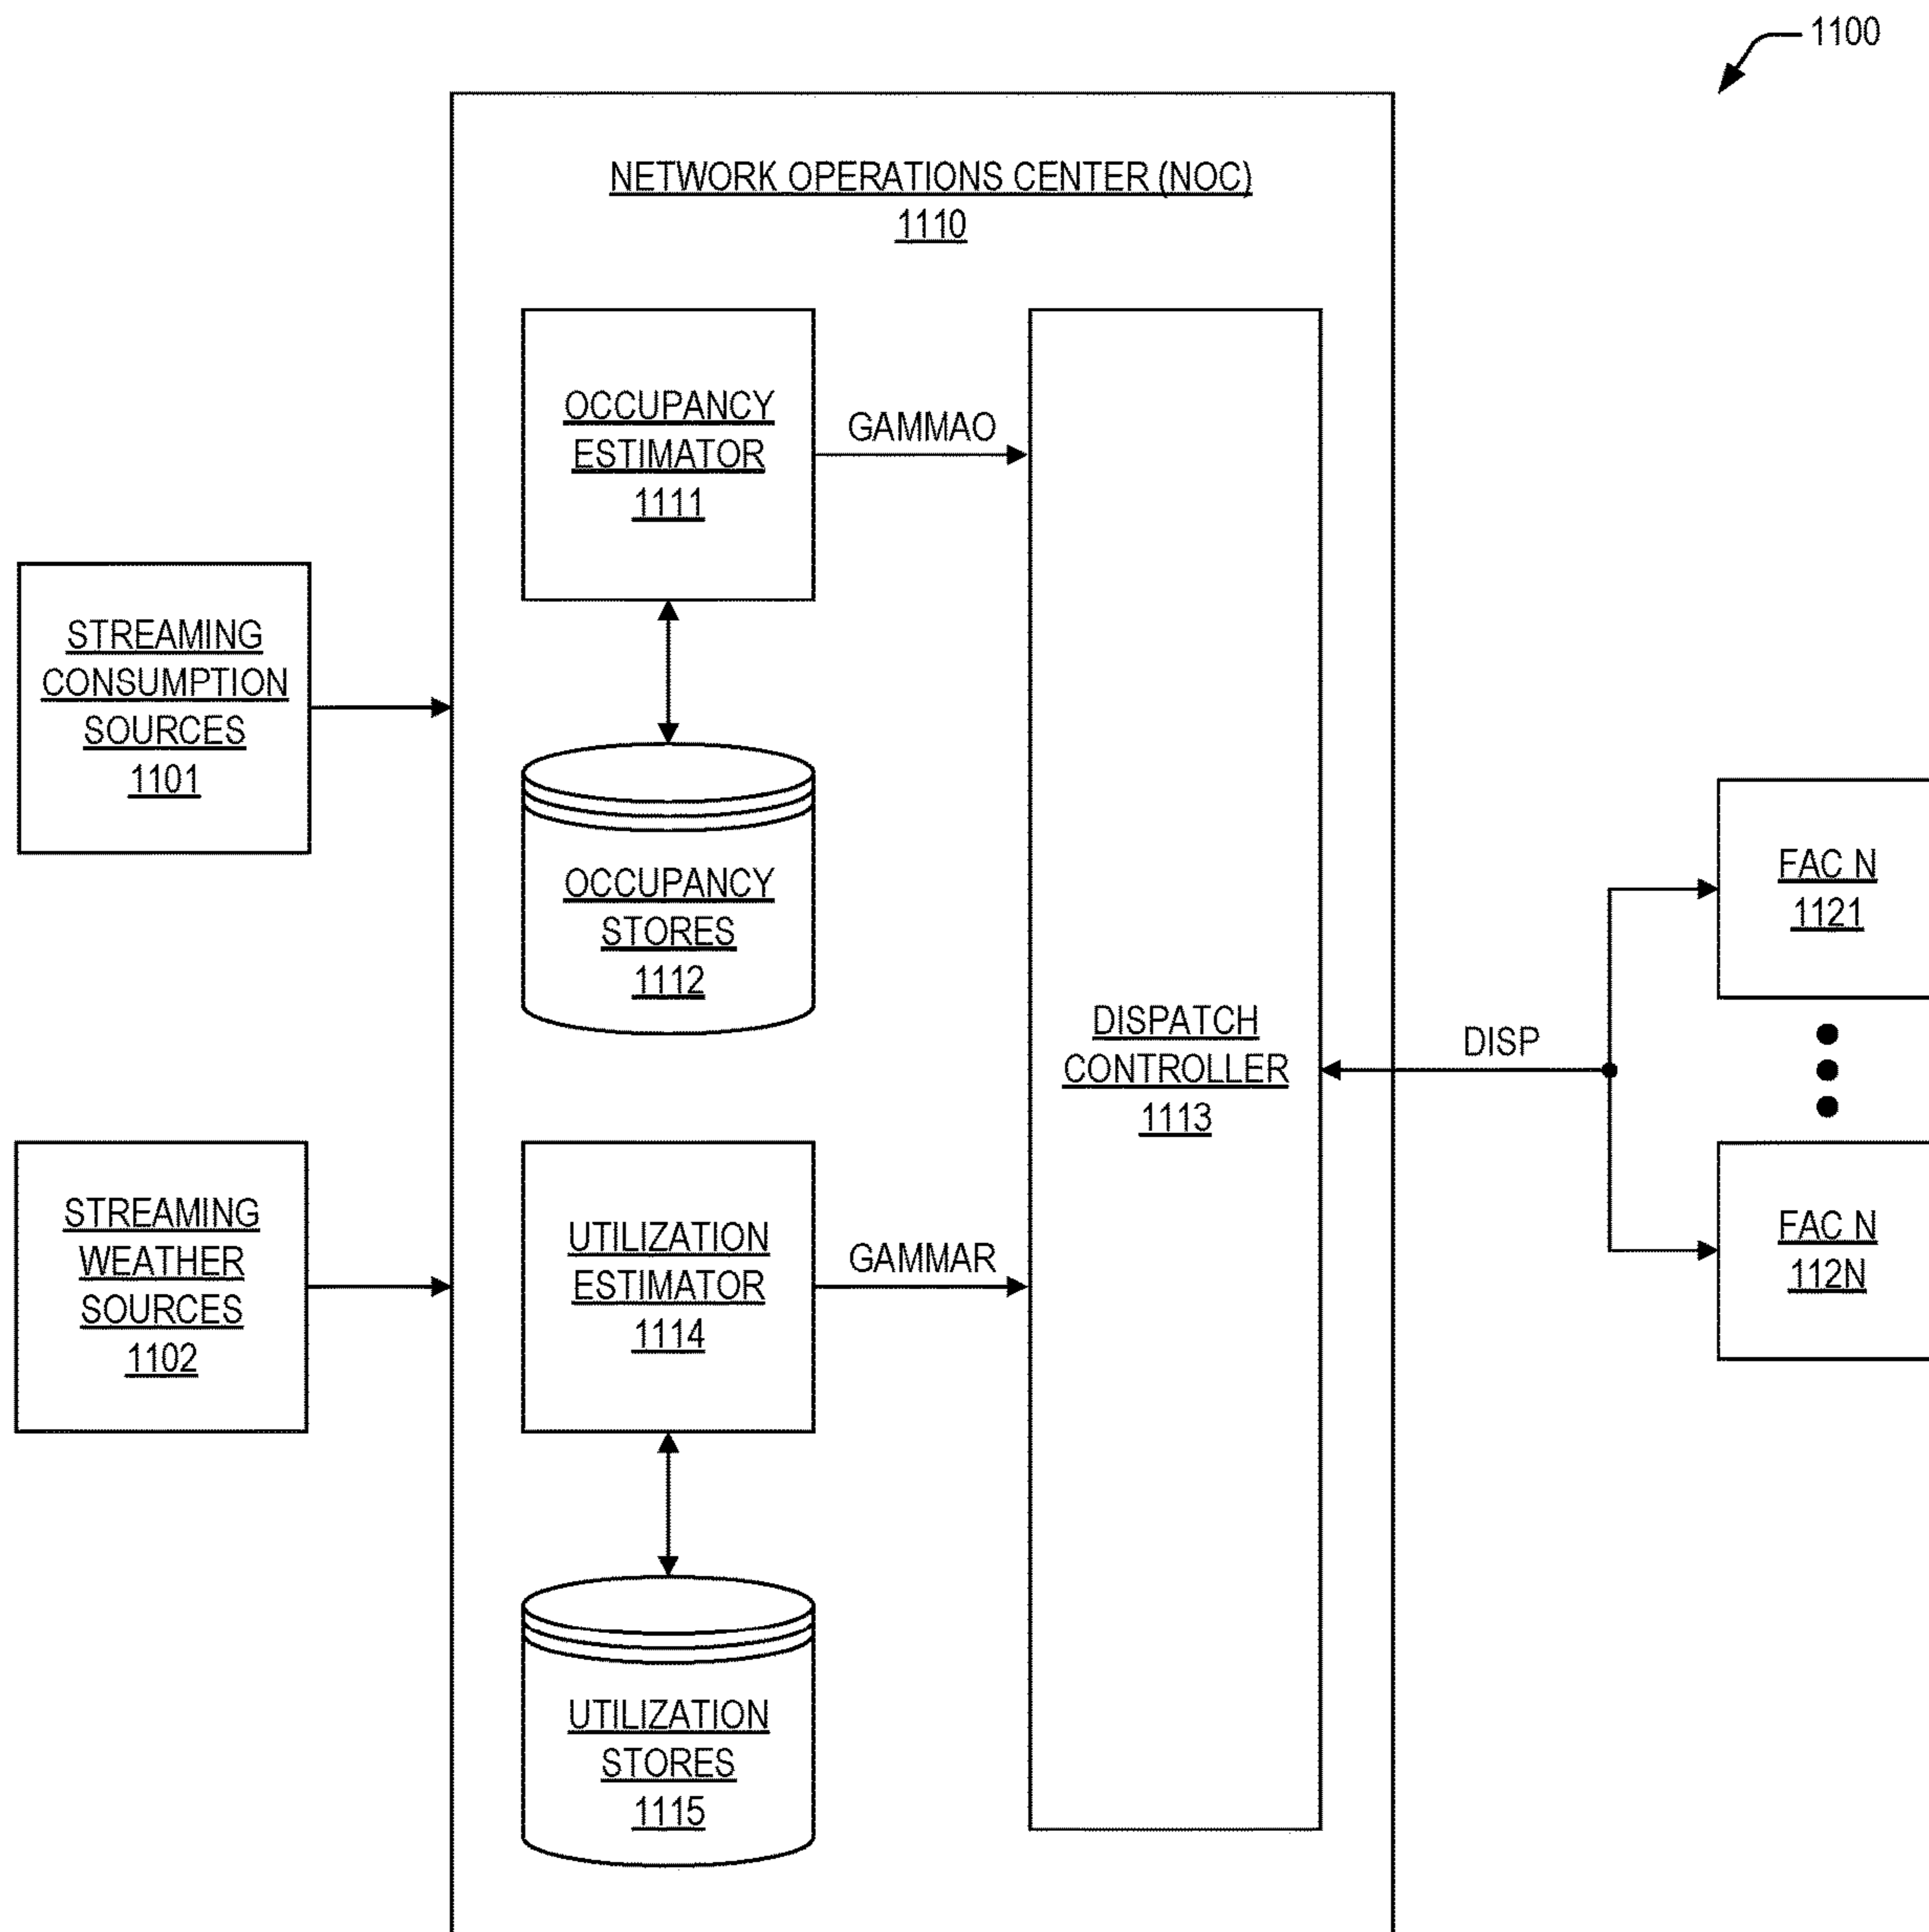 1100
NETWORK OPERATIONS CENTER (NOC)
1110
OCCUPANCY
ESTIMATOR
1111
GAMMAO
STREAMING
CONSUMPTION
SOURCES
1101
OCCUPANCY
STORES
1112
DISPATCH
CONTROLLER
1113
DISP
FAC N
1121
FAC N
112N
STREAMING
WEATHER
SOURCES
1102
UTILIZATION
ESTIMATOR
1114
GAMMAR
UTILIZATION
STORES
1115